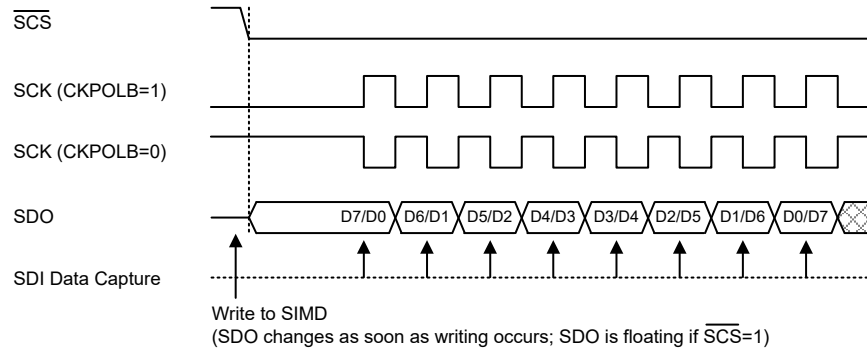 S̅C̅S̅
SCK (CKPOLB=1)
SCK (CKPOLB=0)
SDO
D7/D0 D6/D1 D5/D2 D4/D3 D3/D4 D2/D5 D1/D6 D0/D7
SDI Data Capture
Write to SIMD
(SDO changes as soon as writing occurs; SDO is floating if S̅C̅S̅=1)